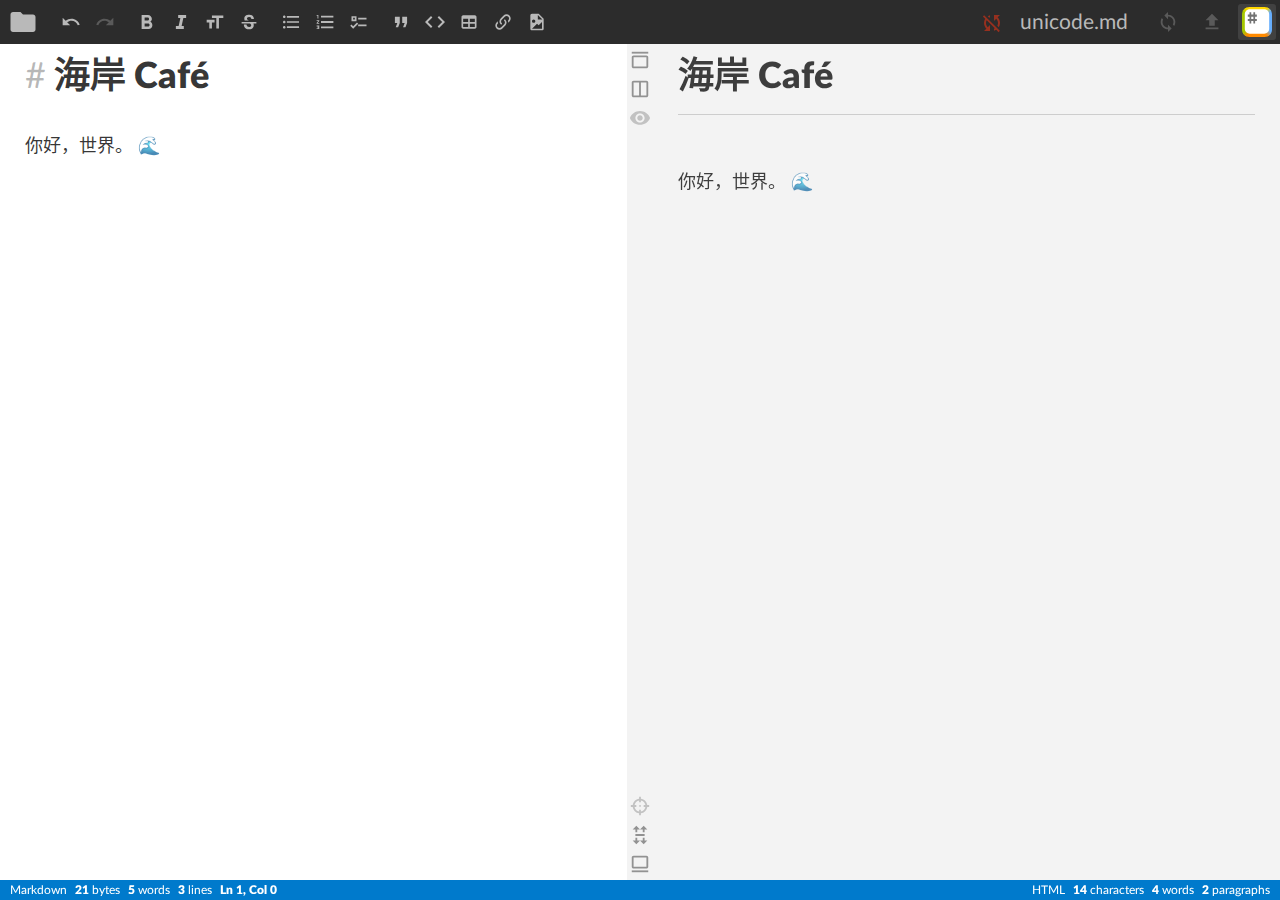 unicode.md
# 海岸 Café
你好，世界。 🌊
海岸 Café
你好，世界。 🌊
Markdown 21 bytes 5 words 3 lines Ln 1, Col 0
HTML 14 characters 4 words 2 paragraphs